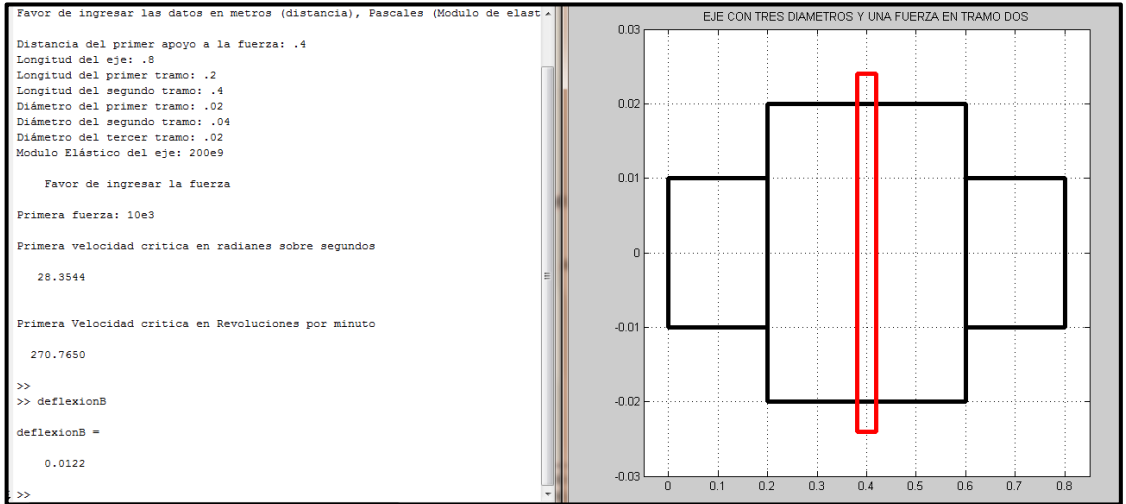 Favor de ingresar las datos en metros (distancia), Pascales (Modulo de elast
Distancia del primer apoyo a la fuerza: .4
Longitud del eje: .8
Longitud del primer tramo: .2
Longitud del segundo tramo: .4
Diámetro del primer tramo: .02
Diámetro del segundo tramo: .04
Diámetro del tercer tramo: .02
Modulo Elástico del eje: 200e9
Favor de ingresar la fuerza
Primera fuerza: 10e3
Primera velocidad critica en radianes sobre segundos
28.3544
Primera Velocidad critica en Revoluciones por minuto
270.7650
>>
>> deflexionB
deflexionB =
0.0122
>>
EJE CON TRES DIAMETROS Y UNA FUERZA EN TRAMO DOS
0.03
0.02
0.01
0
-0.01
-0.02
-0.03
0 0.1 0.2 0.3 0.4 0.5 0.6 0.7 0.8